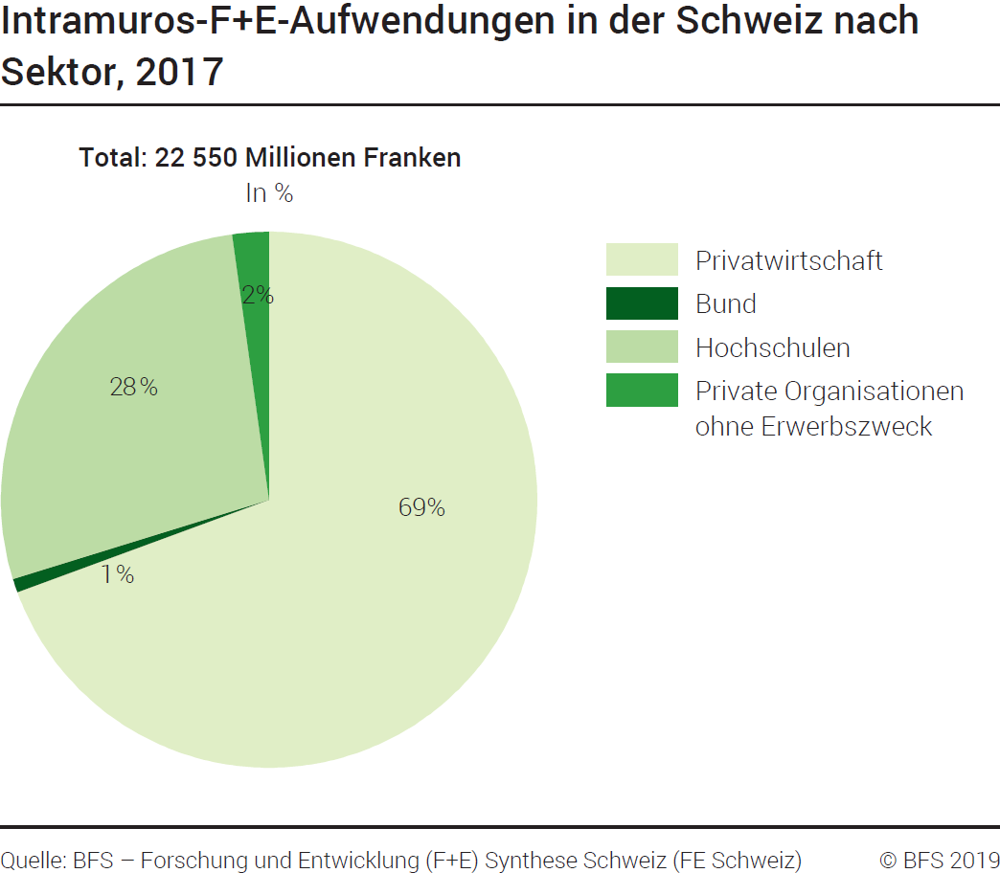 Intramuros-F+E-Aufwendungen in der Schweiz nach
Sektor, 2017
Total: 22 550 Millionen Franken
In %
2%
28%
69%
1%
Privatwirtschaft
Bund
Hochschulen
Private Organisationen
ohne Erwerbszweck
Quelle: BFS – Forschung und Entwicklung (F+E) Synthese Schweiz (FE Schweiz)
© BFS 2019